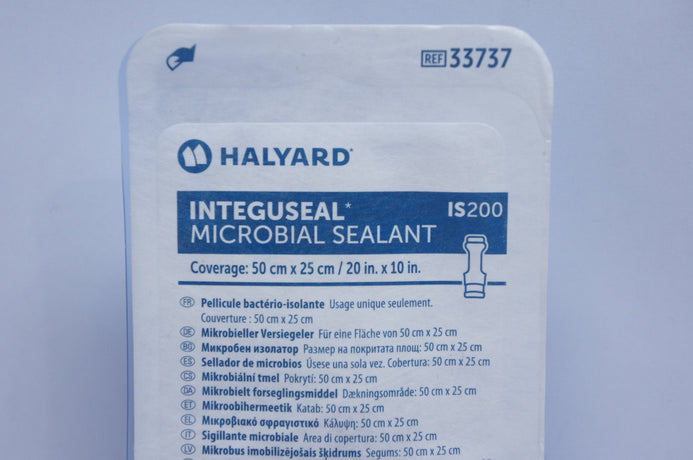 REF 33737
HALYARD*
INTEGUSEAL* IS200
MICROBIAL SEALANT
Coverage: 50 cm x 25 cm / 20 in. x 10 in.
FR Pellicule bactério-isolante Usage unique seulement.
Couverture : 50 cm x 25 cm
DE Mikrobieller Versiegeler Für eine Fläche von 50 cm x 25 cm
BG Микробен изолатор Размер на покритата площ: 50 cm x 25 cm
ES Sellador de microbios Úsese una sola vez. Cobertura: 50 cm x 25 cm
CS Mikrobiální tmel Pokrytí: 50 cm x 25 cm
DA Mikrobielt forseglingsmiddel Dækningsområde: 50 cm x 25 cm
ET Mikroobihermeetik Katab: 50 cm x 25 cm
EL Μικροβιακό σφραγιστικό Κάλυψη: 50 cm x 25 cm
IT Sigillante microbiale Area di copertura: 50 cm x 25 cm
LV Mikrobus imobilizējošais šķidrums Segums: 50 cm x 25 cm